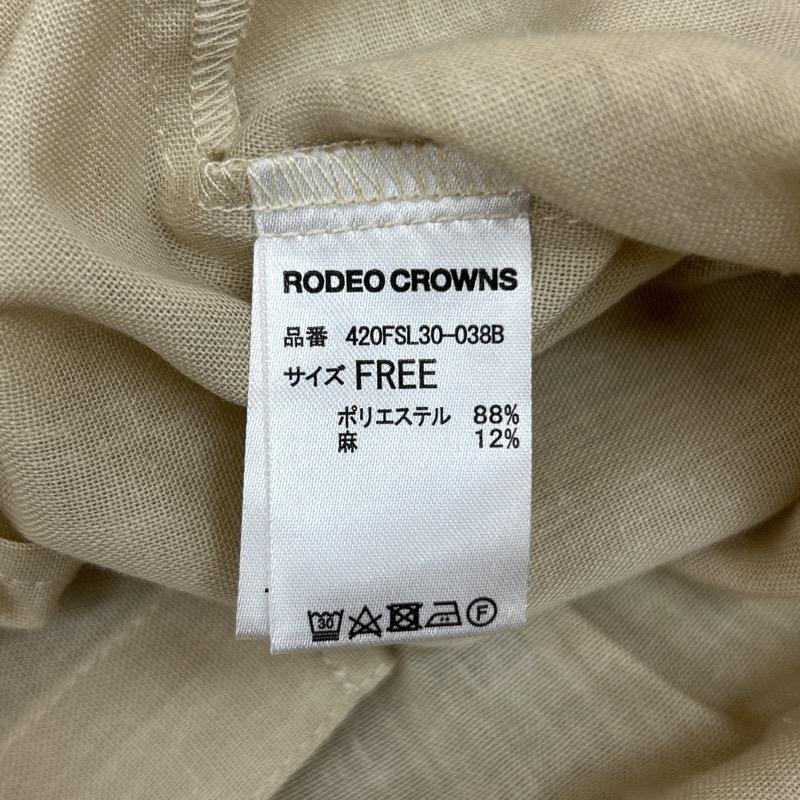 RODEO CROWNS
品番 420FSL30-038B
サイズ FREE
ポリエステル 88%
麻 12%
30 F